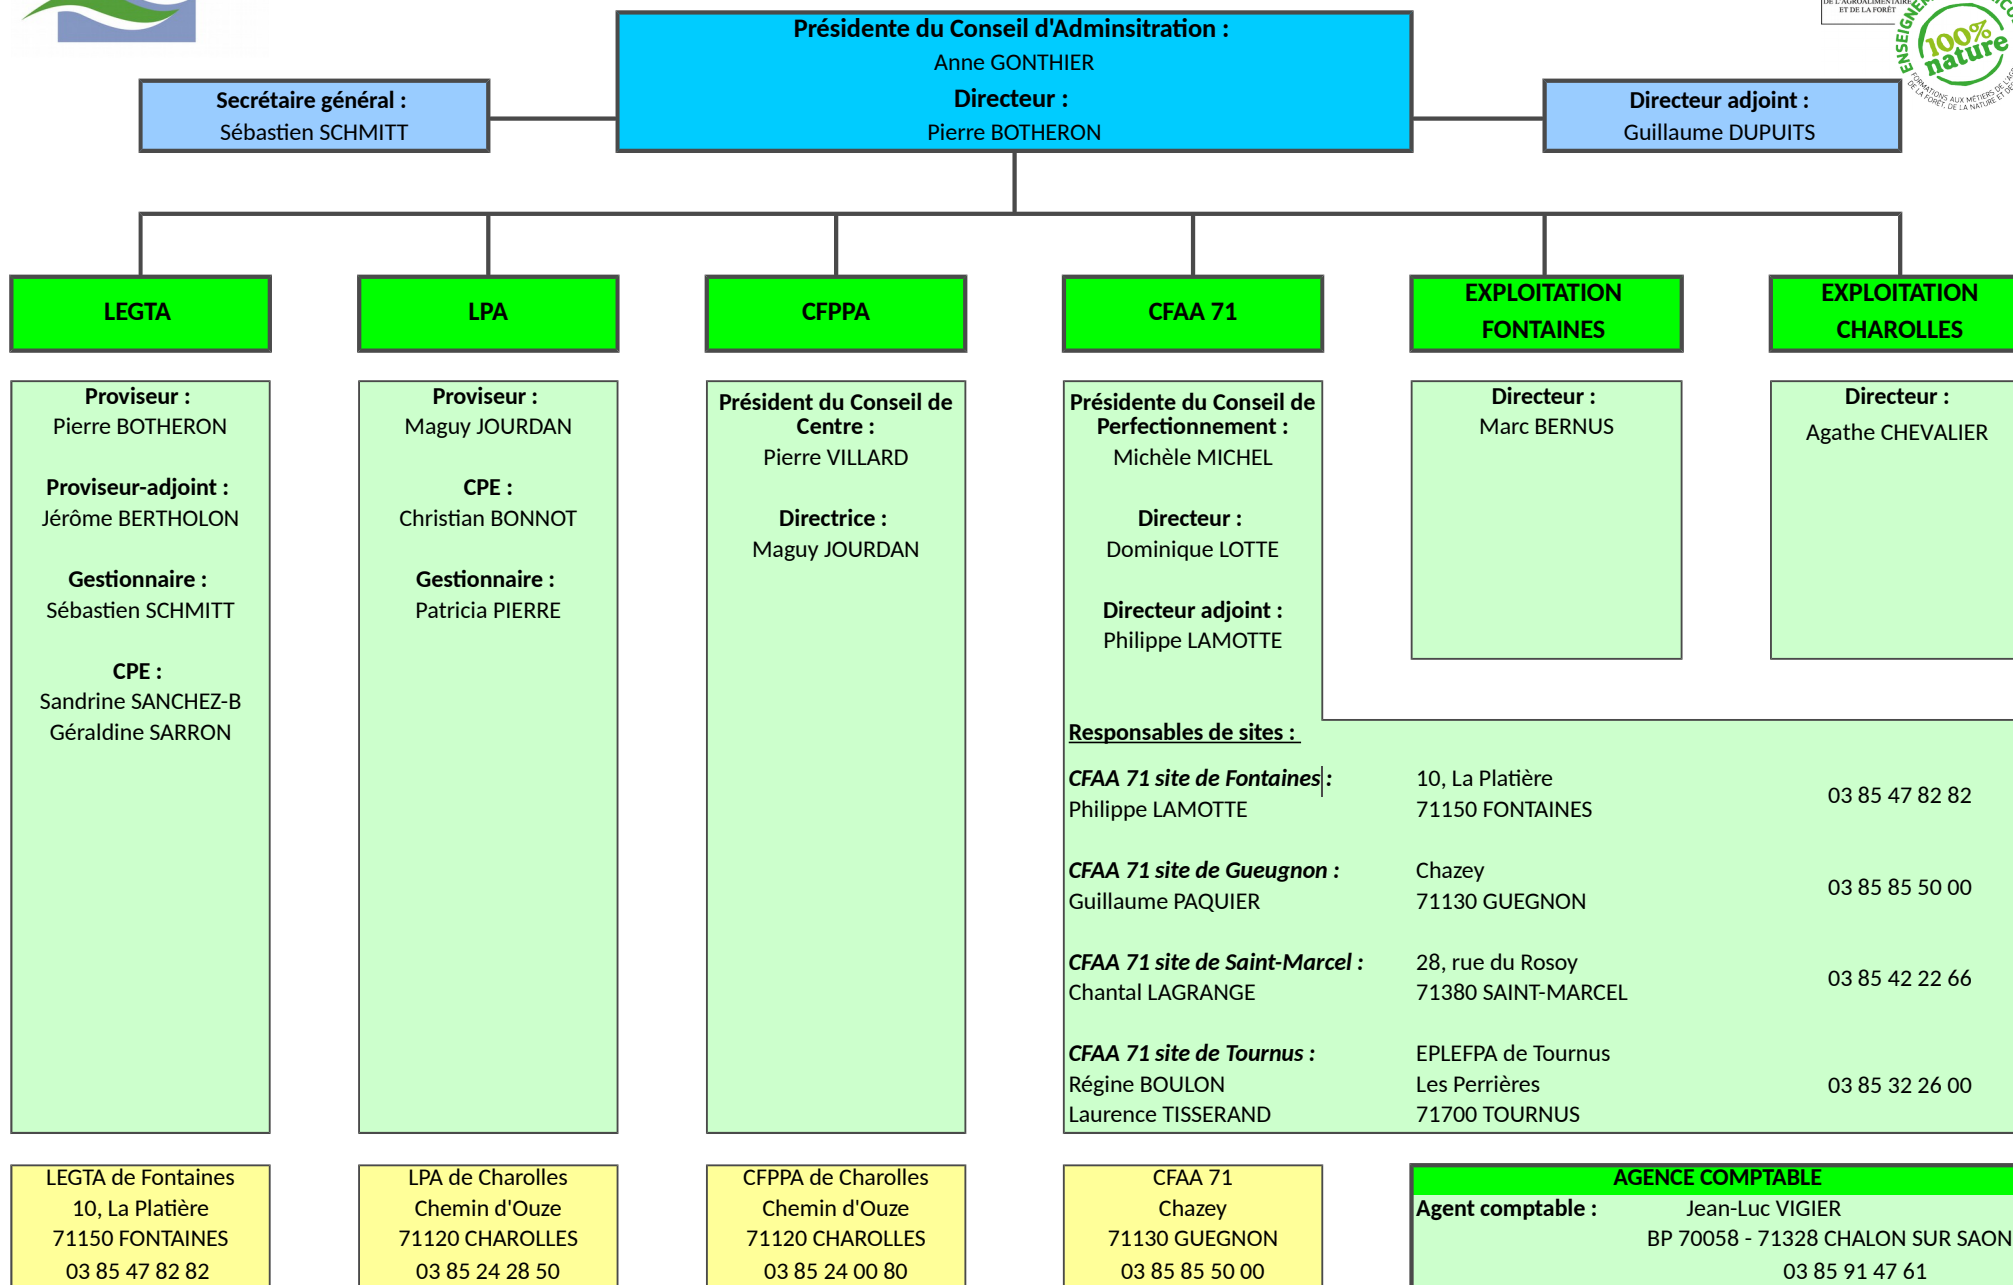 DE L'AGROALIMENTAIRE
ET DE LA FORÊT
100%
nature
Présidente du Conseil d'Adminsitration :
Anne GONTHIER
Directeur :
Pierre BOTHERON
Secrétaire général :
Sébastien SCHMITT
Directeur adjoint :
Guillaume DUPUITS
LEGTA
LPA
CFPPA
CFAA 71
EXPLOITATION
FONTAINES
EXPLOITATION
CHAROLLES
Proviseur :
Pierre BOTHERON
Proviseur-adjoint :
Jérôme BERTHOLON
Gestionnaire :
Sébastien SCHMITT
CPE :
Sandrine SANCHEZ-B
Géraldine SARRON
Proviseur :
Maguy JOURDAN
CPE :
Christian BONNOT
Gestionnaire :
Patricia PIERRE
Président du Conseil de
Centre :
Pierre VILLARD
Directrice :
Maguy JOURDAN
Présidente du Conseil de
Perfectionnement :
Michèle MICHEL
Directeur :
Dominique LOTTE
Directeur adjoint :
Philippe LAMOTTE
Directeur :
Marc BERNUS
Directeur :
Agathe CHEVALIER
Responsables de sites :
CFAA 71 site de Fontaines :
Philippe LAMOTTE
10, La Platière
71150 FONTAINES
03 85 47 82 82
CFAA 71 site de Gueugnon :
Guillaume PAQUIER
Chazey
71130 GUEGNON
03 85 85 50 00
CFAA 71 site de Saint-Marcel :
Chantal LAGRANGE
28, rue du Rosoy
71380 SAINT-MARCEL
03 85 42 22 66
CFAA 71 site de Tournus :
Régine BOULON
Laurence TISSERAND
EPLEFPA de Tournus
Les Perrières
71700 TOURNUS
03 85 32 26 00
LEGTA de Fontaines
10, La Platière
71150 FONTAINES
03 85 47 82 82
LPA de Charolles
Chemin d'Ouze
71120 CHAROLLES
03 85 24 28 50
CFPPA de Charolles
Chemin d'Ouze
71120 CHAROLLES
03 85 24 00 80
CFAA 71
Chazey
71130 GUEGNON
03 85 85 50 00
AGENCE COMPTABLE
Agent comptable : Jean-Luc VIGIER
BP 70058 - 71328 CHALON SUR SAON
03 85 91 47 61